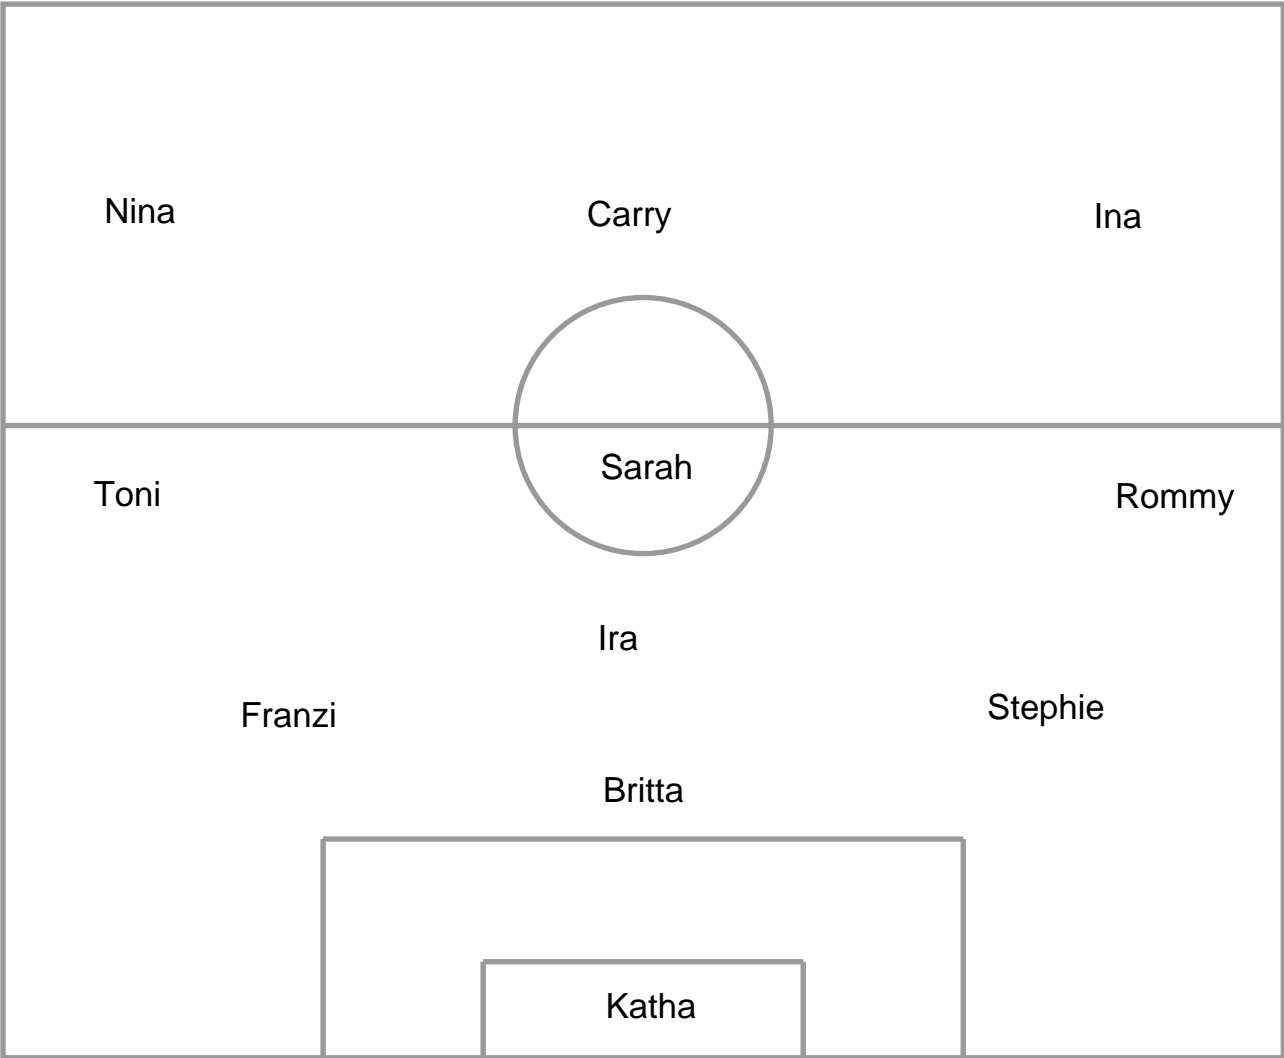 Nina Carry Ina
Sarah
Toni Rommy
Ira
Stephie
Franzi
Britta
Katha